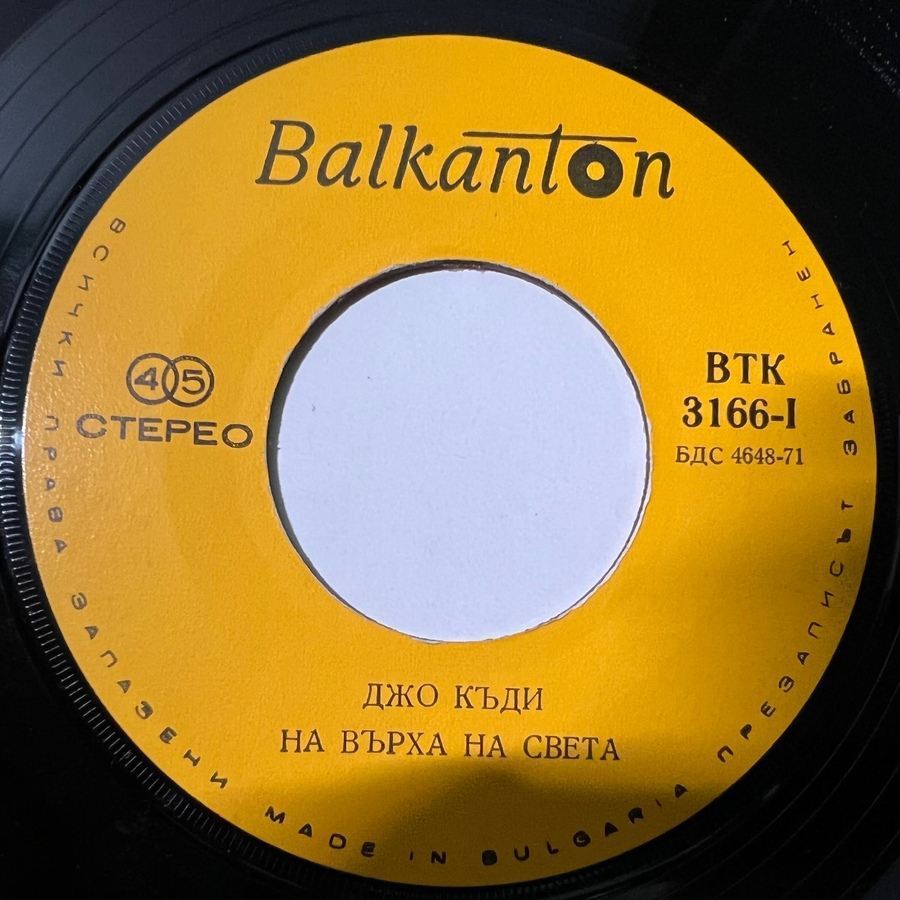 Balkanton
45
СТЕРЕО
ВТК
3166-I
БДС 4648-71
ДЖО КЪДИ
НА ВЪРХА НА СВЕТА
ВСИЧКИ ПРАВА ЗАПАЗЕНИ MADE IN BULGARIA ПРЕЗАПИСЪТ ЗАБРАНЕН